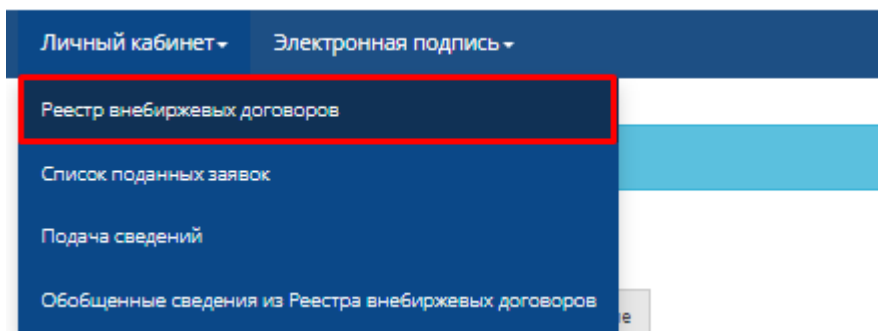 Личный кабинет Электронная подпись
Реестр внебиржевых договоров
Список поданных заявок
Подача сведений
Обобщенные сведения из Реестра внебиржевых договоров